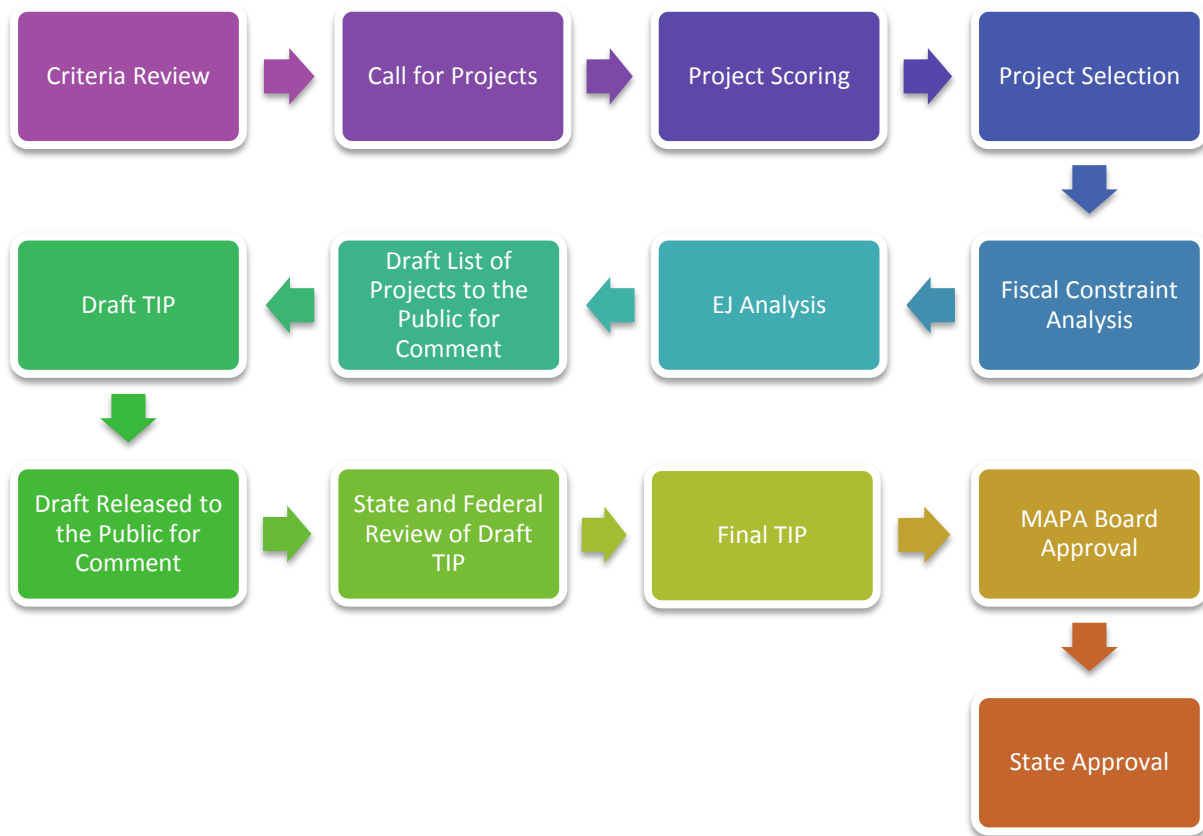 Criteria Review
Call for Projects
Project Scoring
Project Selection
Fiscal Constraint
Analysis
EJ Analysis
Draft List of
Projects to the
Public for
Comment
Draft TIP
Draft Released to
the Public for
Comment
State and Federal
Review of Draft
TIP
Final TIP
MAPA Board
Approval
State Approval